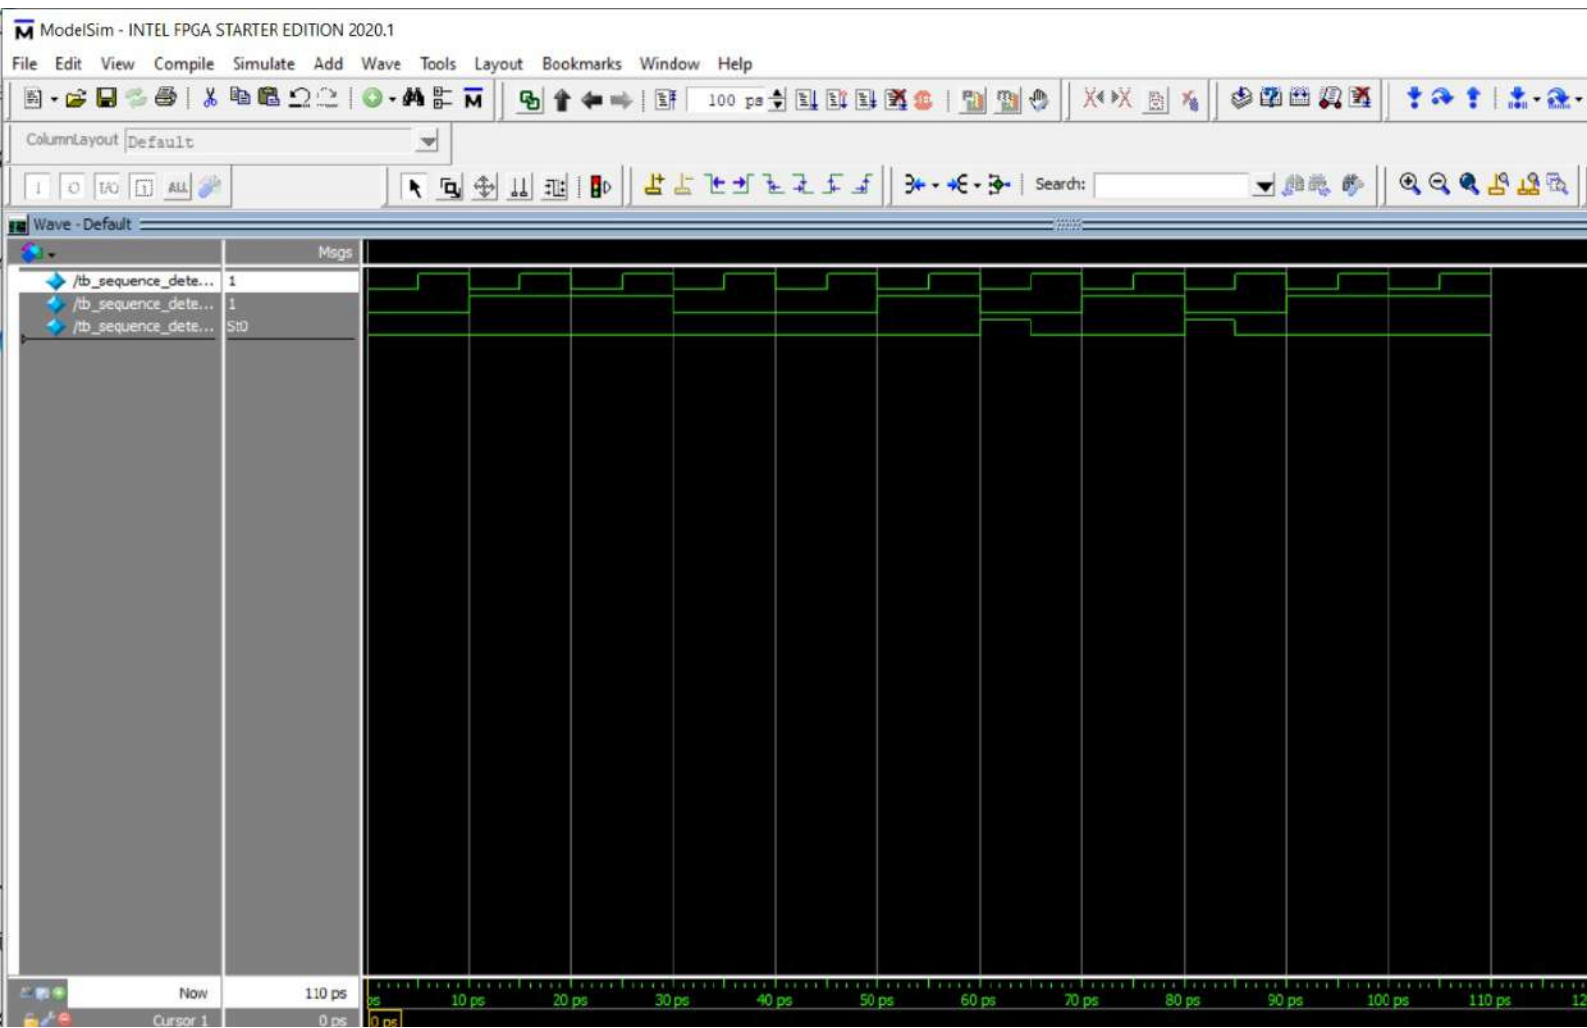 ModelSim - INTEL FPGA STARTER EDITION 2020.1
File Edit View Compile Simulate Add Wave Tools Layout Bookmarks Window Help
100 ps
ColumnLayout Default
I O I/O ALL Search:
Wave - Default
Msgs
/tb_sequence_dete... 1
/tb_sequence_dete... 1
/tb_sequence_dete... St0
Now 110 ps ps 10 ps 20 ps 30 ps 40 ps 50 ps 60 ps 70 ps 80 ps 90 ps 100 ps 110 ps 12
Cursor 1 0 ps 0 ps